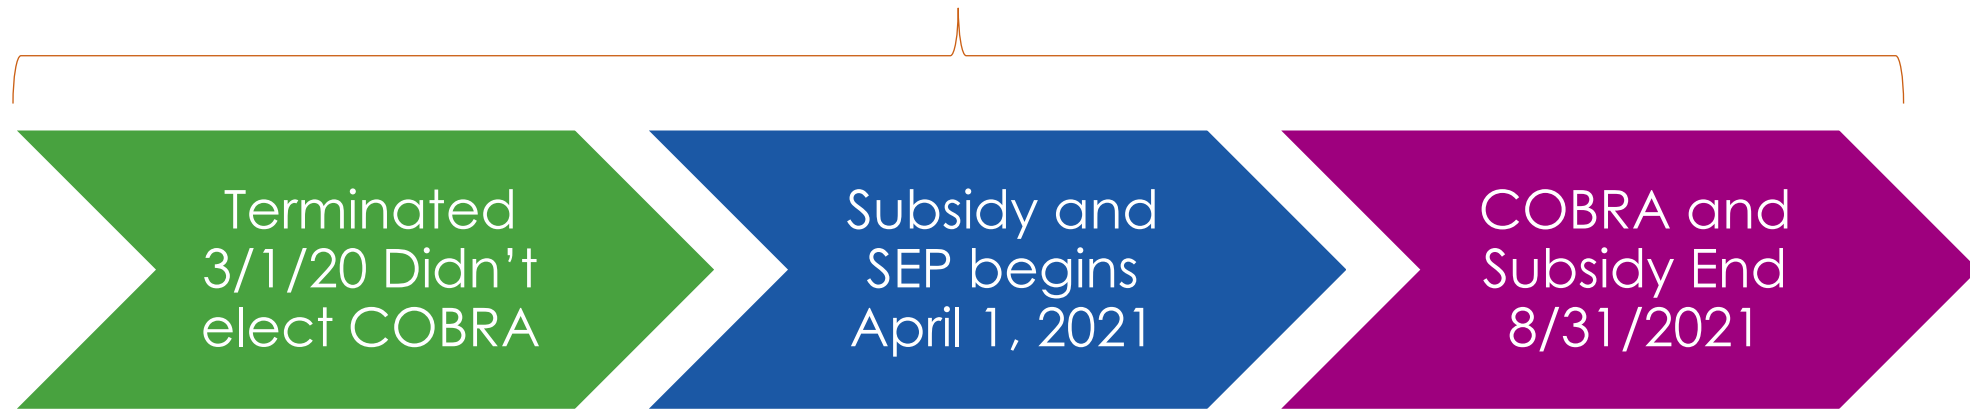 Terminated
3/1/20 Didn't
elect COBRA
Subsidy and
SEP begins
April 1, 2021
COBRA and
Subsidy End
8/31/2021